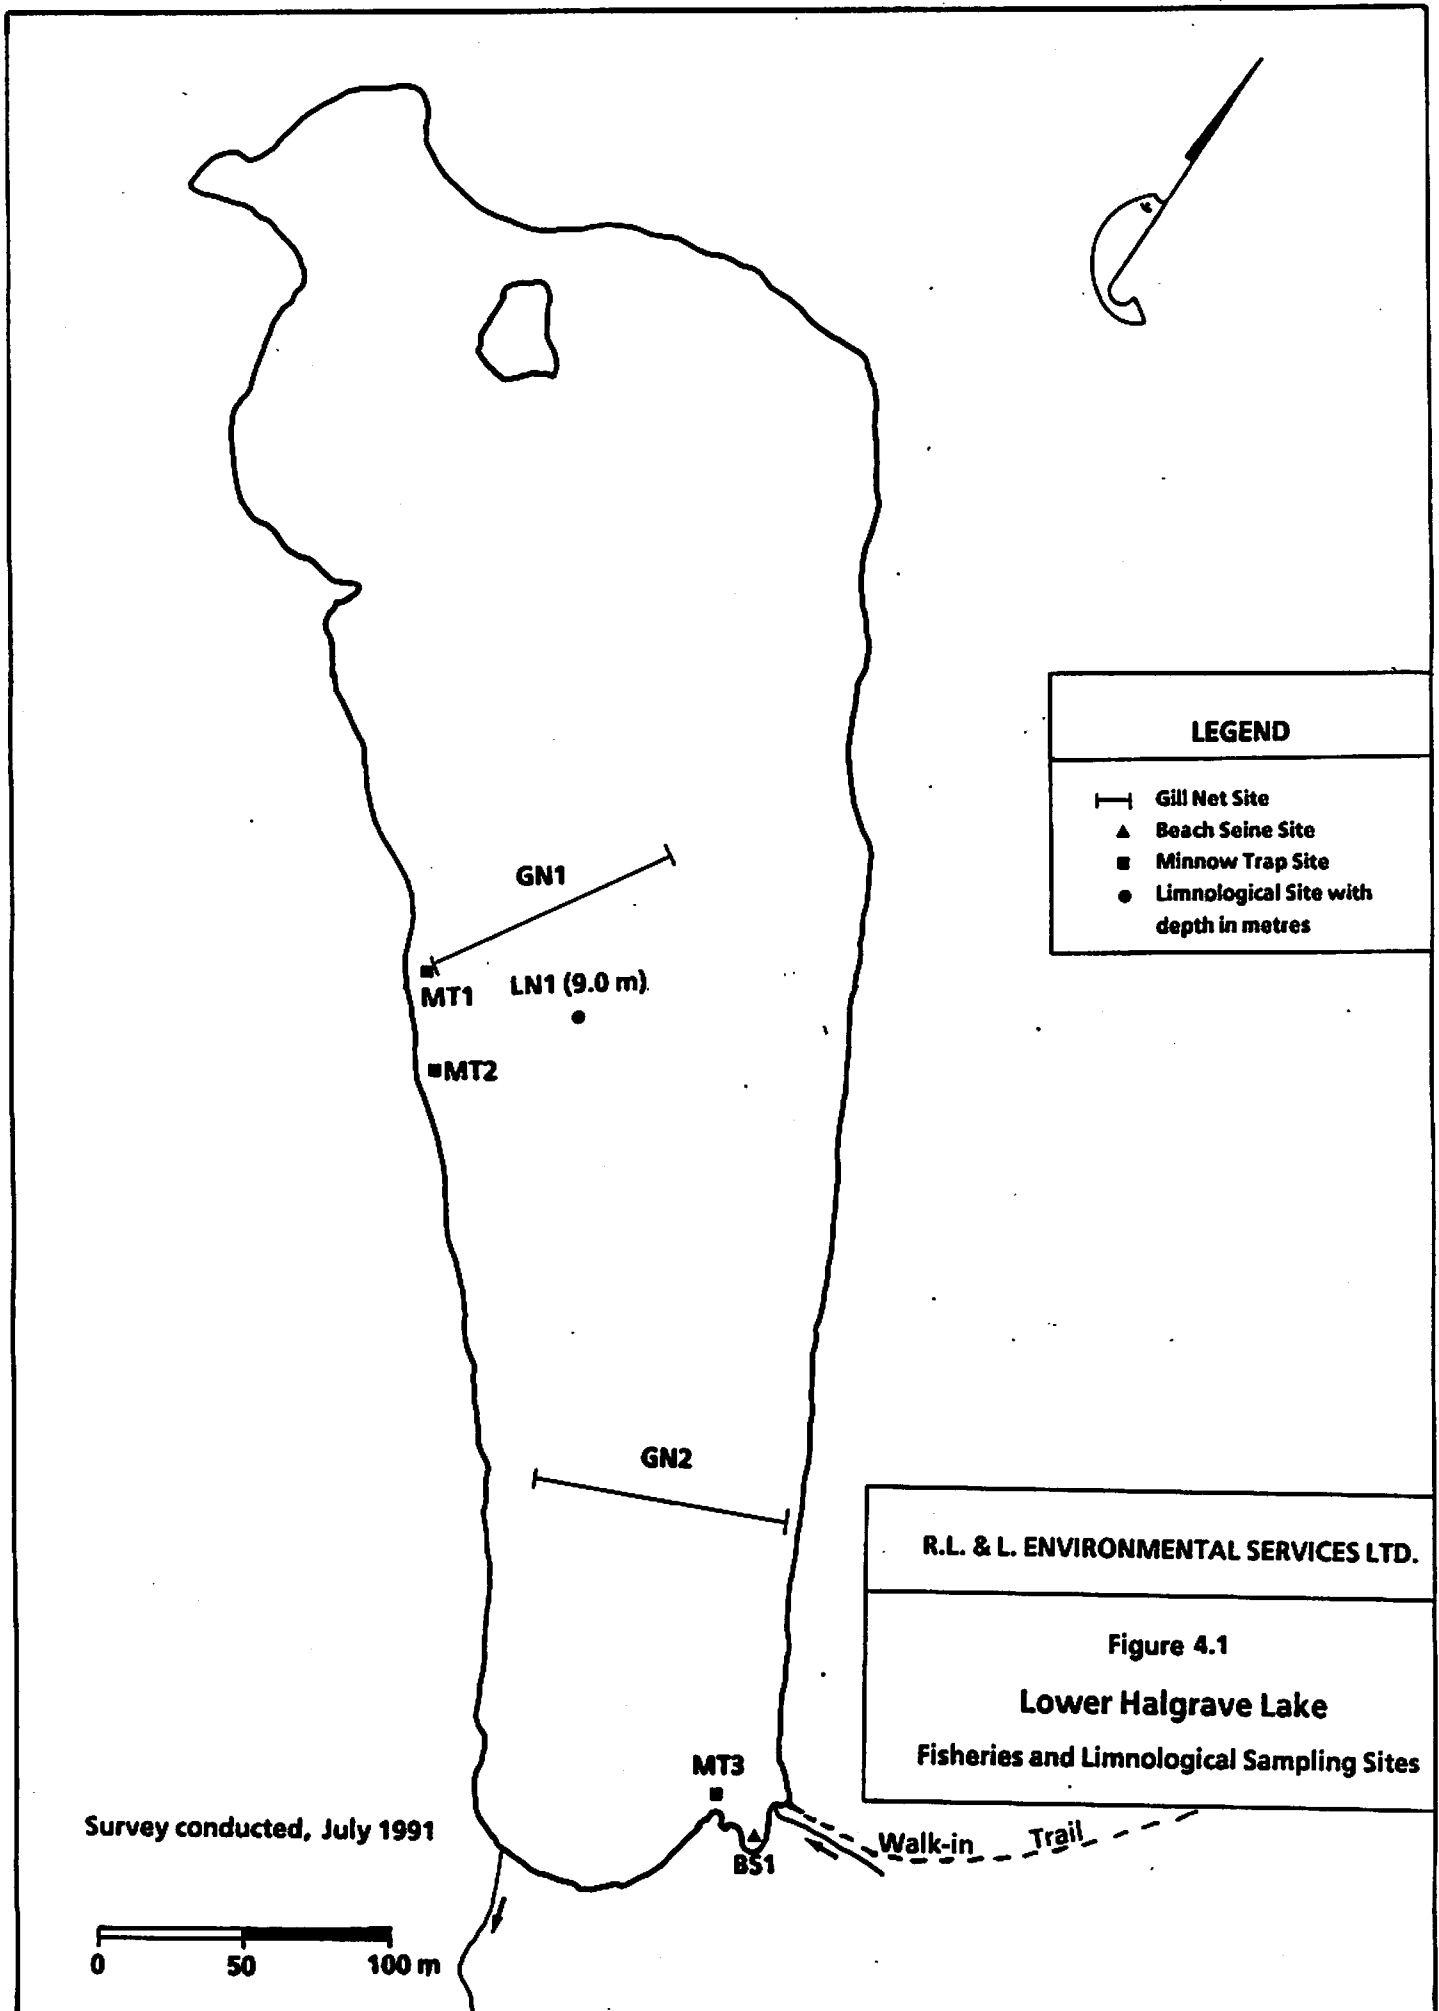 LEGEND
Gill Net Site
Beach Seine Site
Minnow Trap Site
Limnological Site with
depth in metres
GN1
MT1
LN1 (9.0 m)
MT2
GN2
R.L. & L. ENVIRONMENTAL SERVICES LTD.
Figure 4.1
Lower Halgrave Lake
Fisheries and Limnological Sampling Sites
MT3
BS1
Walk-in Trail
Survey conducted, July 1991
0 50 100 m